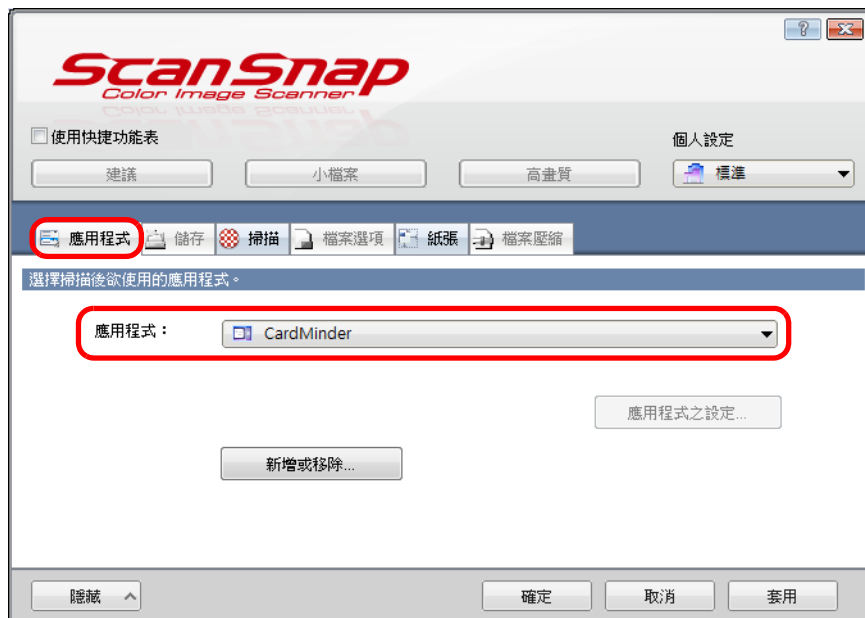 ScanSnap
Color Image Scanner
使用快捷功能表
個人設定
建議 小檔案 高畫質 標準
應用程式 儲存 掃描 檔案選項 紙張 檔案壓縮
選擇掃描後欲使用的應用程式。
應用程式： CardMinder
應用程式之設定...
新增或移除...
隱藏 確定 取消 套用